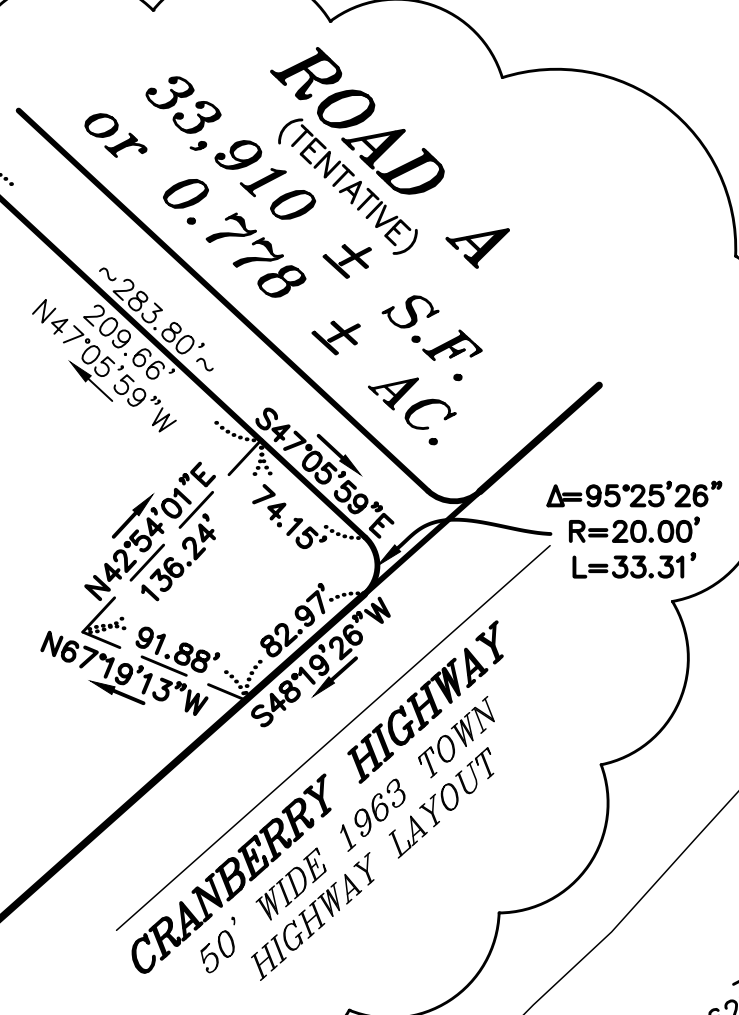 ROAD A
(TENTATIVE)
33,910 ± S.F.
or 0.778 ± AC.
~283.80'~
209.66'
N47°05'59"W
S47°05'59"E
74.15'
N42°54'01"E
136.24'
Δ=95°25'26"
R=20.00'
L=33.31'
82.97'
S48°19'26"W
91.88'
N67°19'13"W
CRANBERRY HIGHWAY
50' WIDE 1963 TOWN
HIGHWAY LAYOUT